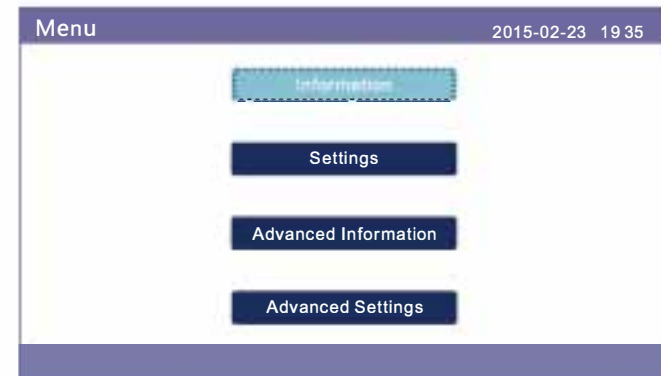 Menu
2015-02-23 19 35
Information
Settings
Advanced Information
Advanced Settings